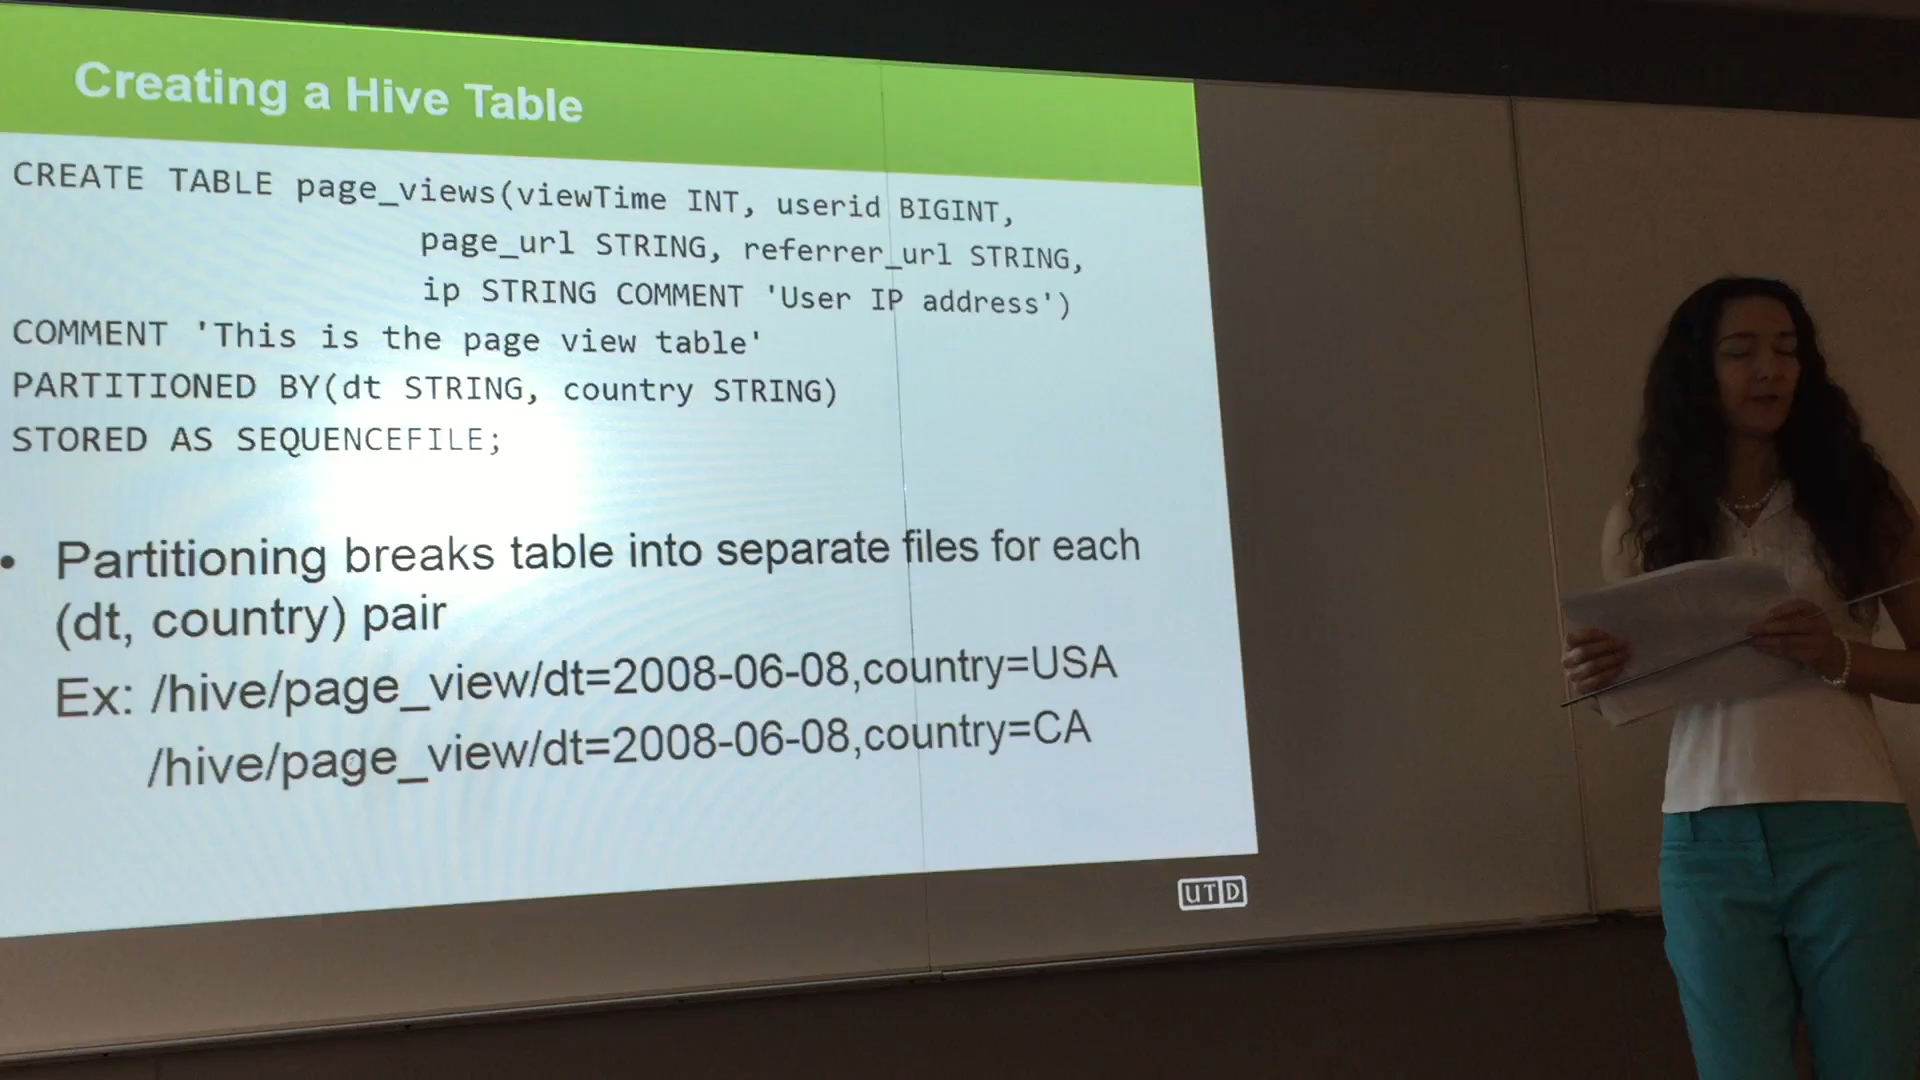 Creating a Hive Table
CREATE TABLE page_views(viewTime INT, userid BIGINT,
page_url STRING, referrer_url STRING,
ip STRING COMMENT 'User IP address')
COMMENT 'This is the page view table'
PARTITIONED BY(dt STRING, country STRING)
STORED AS SEQUENCEFILE;
• Partitioning breaks table into separate files for each
(dt, country) pair
Ex: /hive/page_view/dt=2008-06-08,country=USA
/hive/page_view/dt=2008-06-08,country=CA
UTD